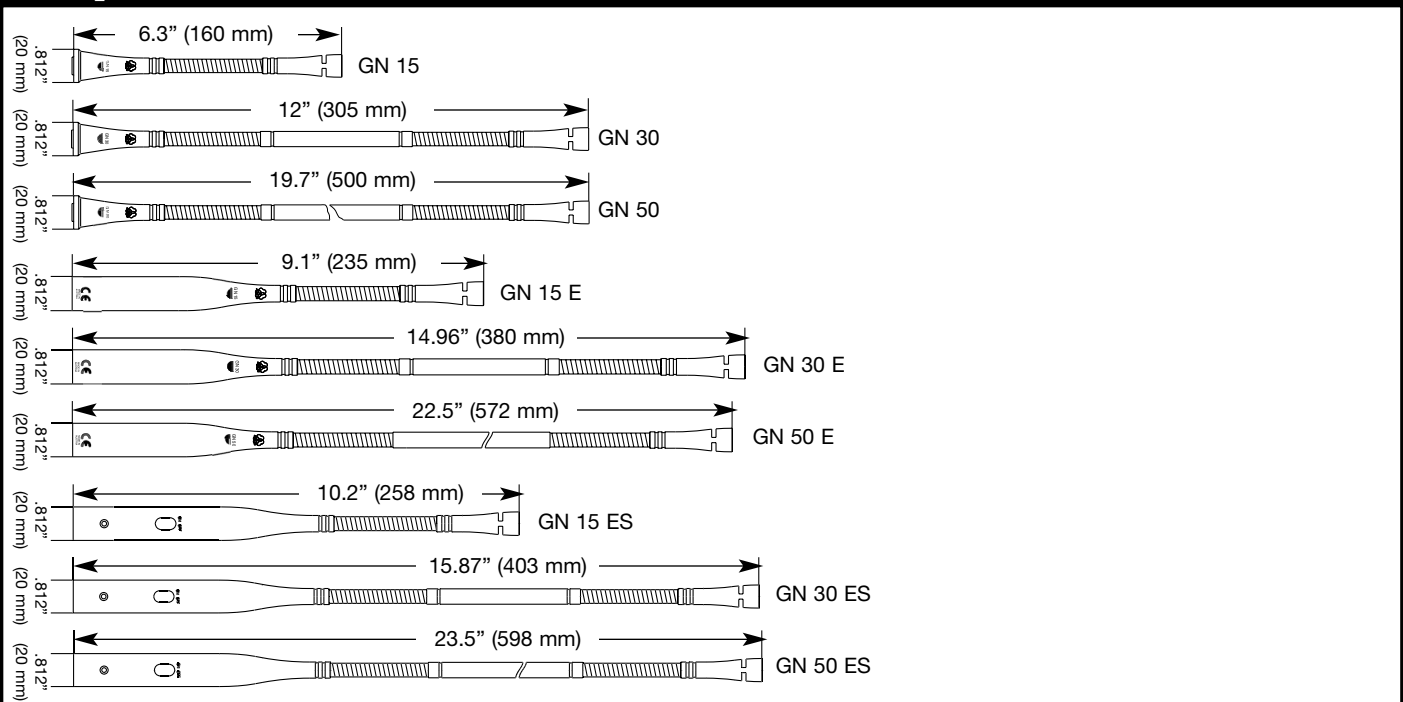 6.3” (160 mm)
.812”
(20 mm)
GN 15
12” (305 mm)
.812”
(20 mm)
GN 30
19.7” (500 mm)
.812”
(20 mm)
GN 50
9.1” (235 mm)
.812”
(20 mm)
GN 15 E
14.96” (380 mm)
.812”
(20 mm)
GN 30 E
22.5” (572 mm)
.812”
(20 mm)
GN 50 E
10.2” (258 mm)
.812”
(20 mm)
GN 15 ES
15.87” (403 mm)
.812”
(20 mm)
GN 30 ES
23.5” (598 mm)
.812”
(20 mm)
GN 50 ES